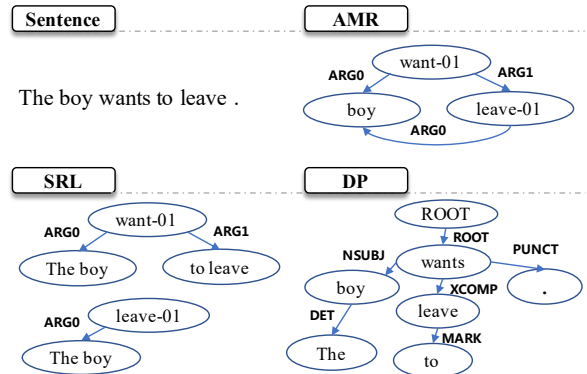 Sentence
AMR
The boy wants to leave .
want-01
ARG0
ARG1
boy
leave-01
ARG0
SRL
DP
want-01
ARG0
ARG1
The boy
to leave
leave-01
ARG0
The boy
ROOT
ROOT
wants
NSUBJ
PUNCT
boy
XCOMP
.
leave
DET
MARK
The
to